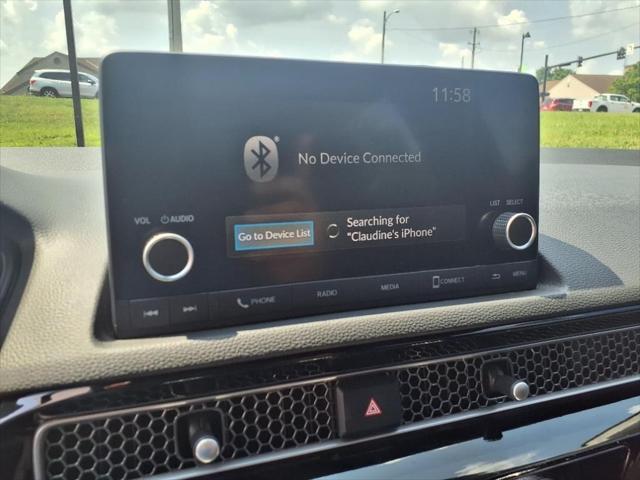 11:58
No Device Connected
VOL
AUDIO
LIST
SELECT
Go to Device List
Searching for
"Claudine's iPhone"
PHONE
RADIO
MEDIA
CONNECT
MENU